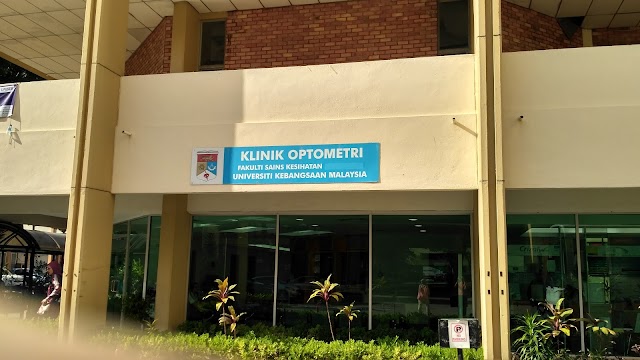 KLINIK OPTOMETRI
FAKULTI SAINS KESIHATAN
UNIVERSITI KEBANGSAAN MALAYSIA